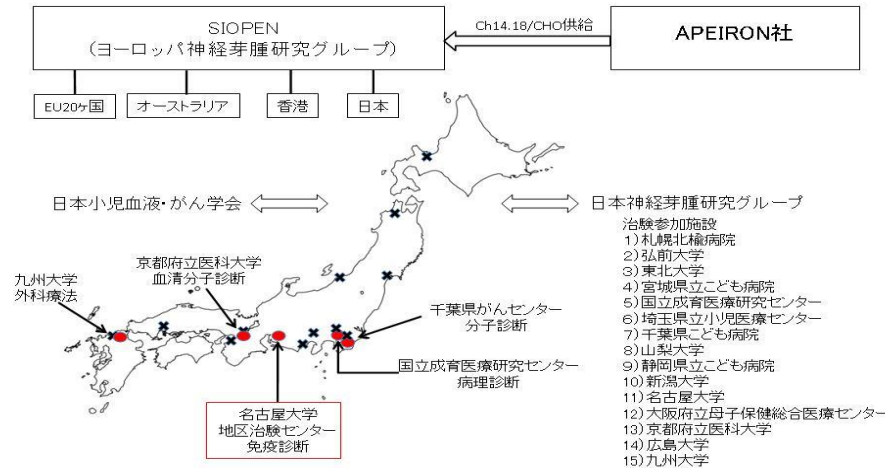 SIOPEN
(ヨーロッパ神経芽腫研究グループ)
Ch14.18/CHO供給
APEIRON社
EU20ケ国
オーストラリア
香港
日本
日本小児血液・がん学会
日本神経芽腫研究グループ
治験参加施設
1)札幌北楡病院
2)弘前大学
3)東北大学
4)宮城県立こども病院
5)国立成育医療研究センター
6)埼玉県立小児医療センター
7)千葉県こども病院
8)山梨大学
9)静岡県立こども病院
10)新潟大学
11)名古屋大学
12)大阪府立母子保健総合医療センター
13)京都府立医科大学
14)広島大学
15)九州大学
九州大学
外科療法
京都府立医科大学
血清分子診断
千葉県がんセンター
分子診断
国立成育医療研究センター
病理診断
名古屋大学
地区治験センター
免疫診断